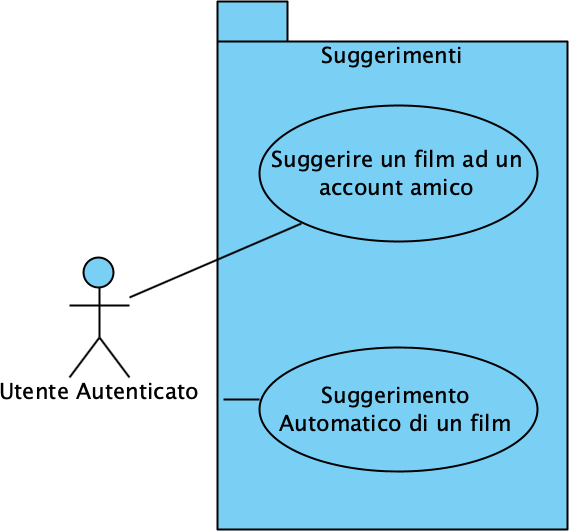 Suggerimenti
Suggerire un film ad un
account amico
Utente Autenticato
Suggerimento
Automatico di un film